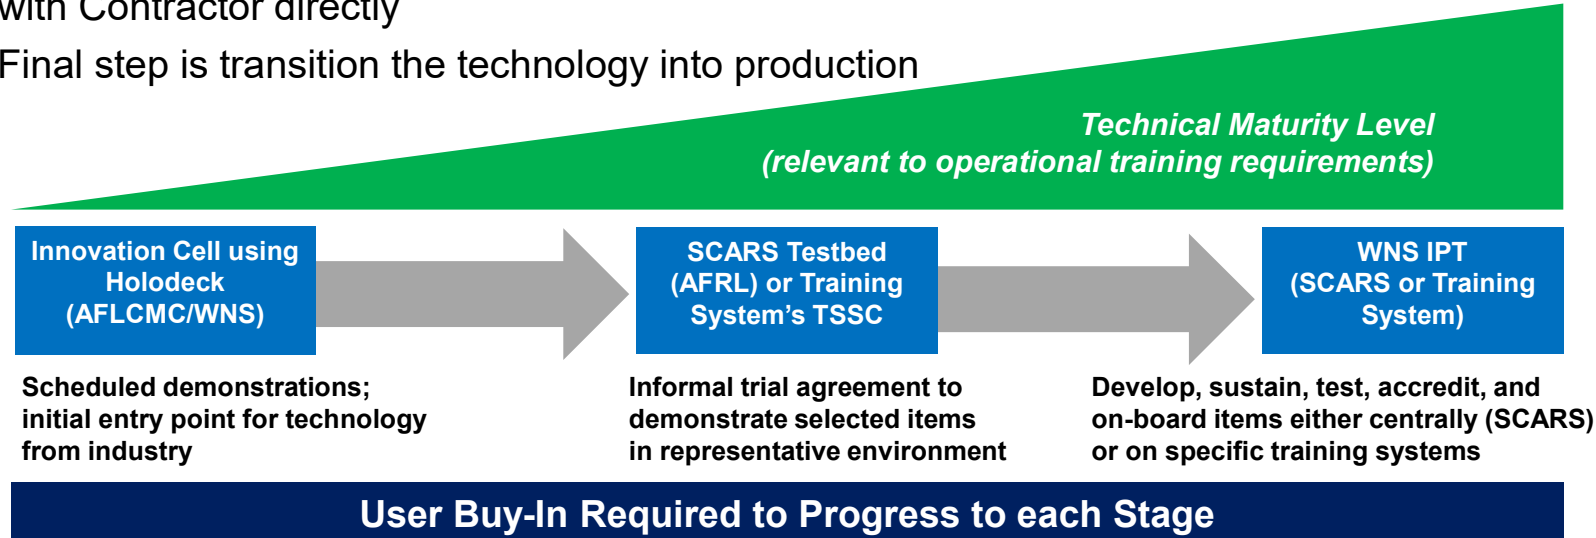 with Contractor directly
Final step is transition the technology into production
Technical Maturity Level
(relevant to operational training requirements)
Innovation Cell using
Holodeck
(AFLCMC/WNS)
SCARS Testbed
(AFRL) or Training
System’s TSSC
WNS IPT
(SCARS or Training
System)
Scheduled demonstrations;
initial entry point for technology
from industry
Informal trial agreement to
demonstrate selected items
in representative environment
Develop, sustain, test, accredit, and
on-board items either centrally (SCARS)
or on specific training systems
User Buy-In Required to Progress to each Stage